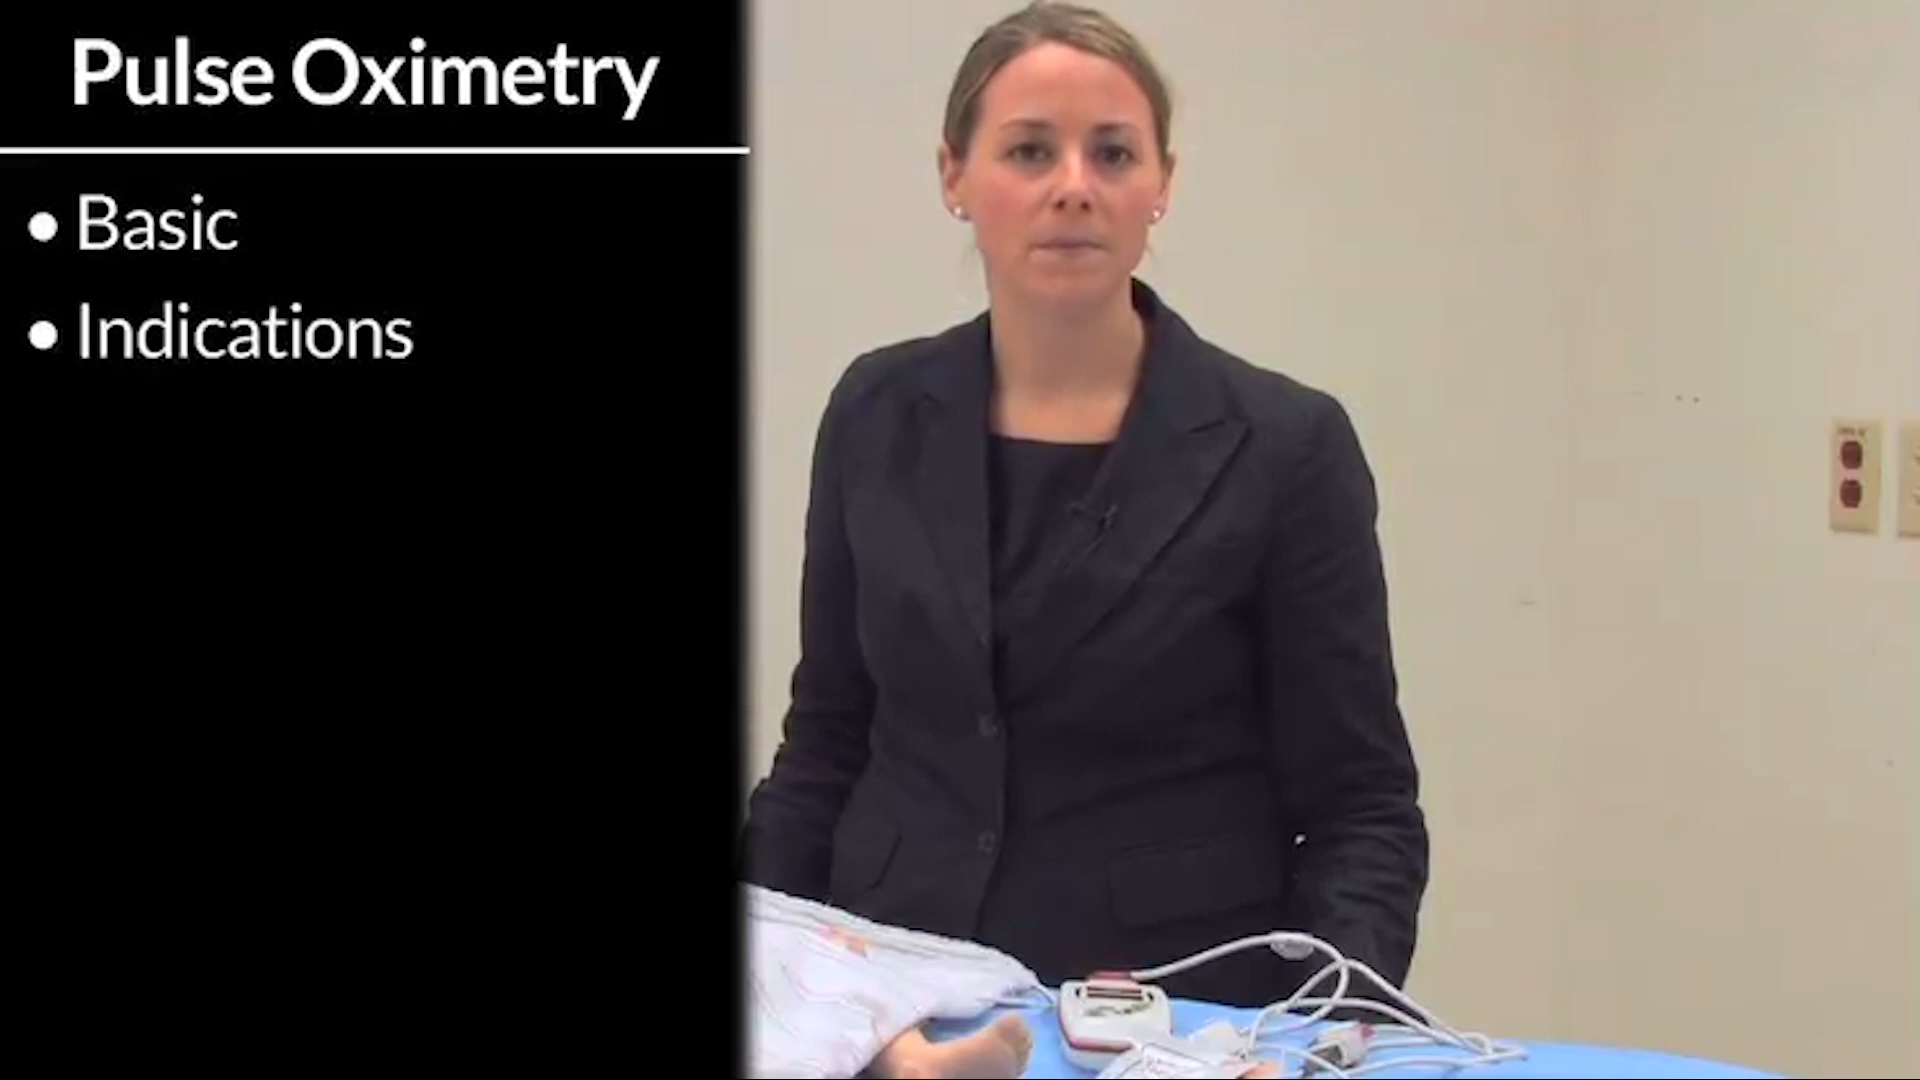 Pulse Oximetry
• Basic
• Indications